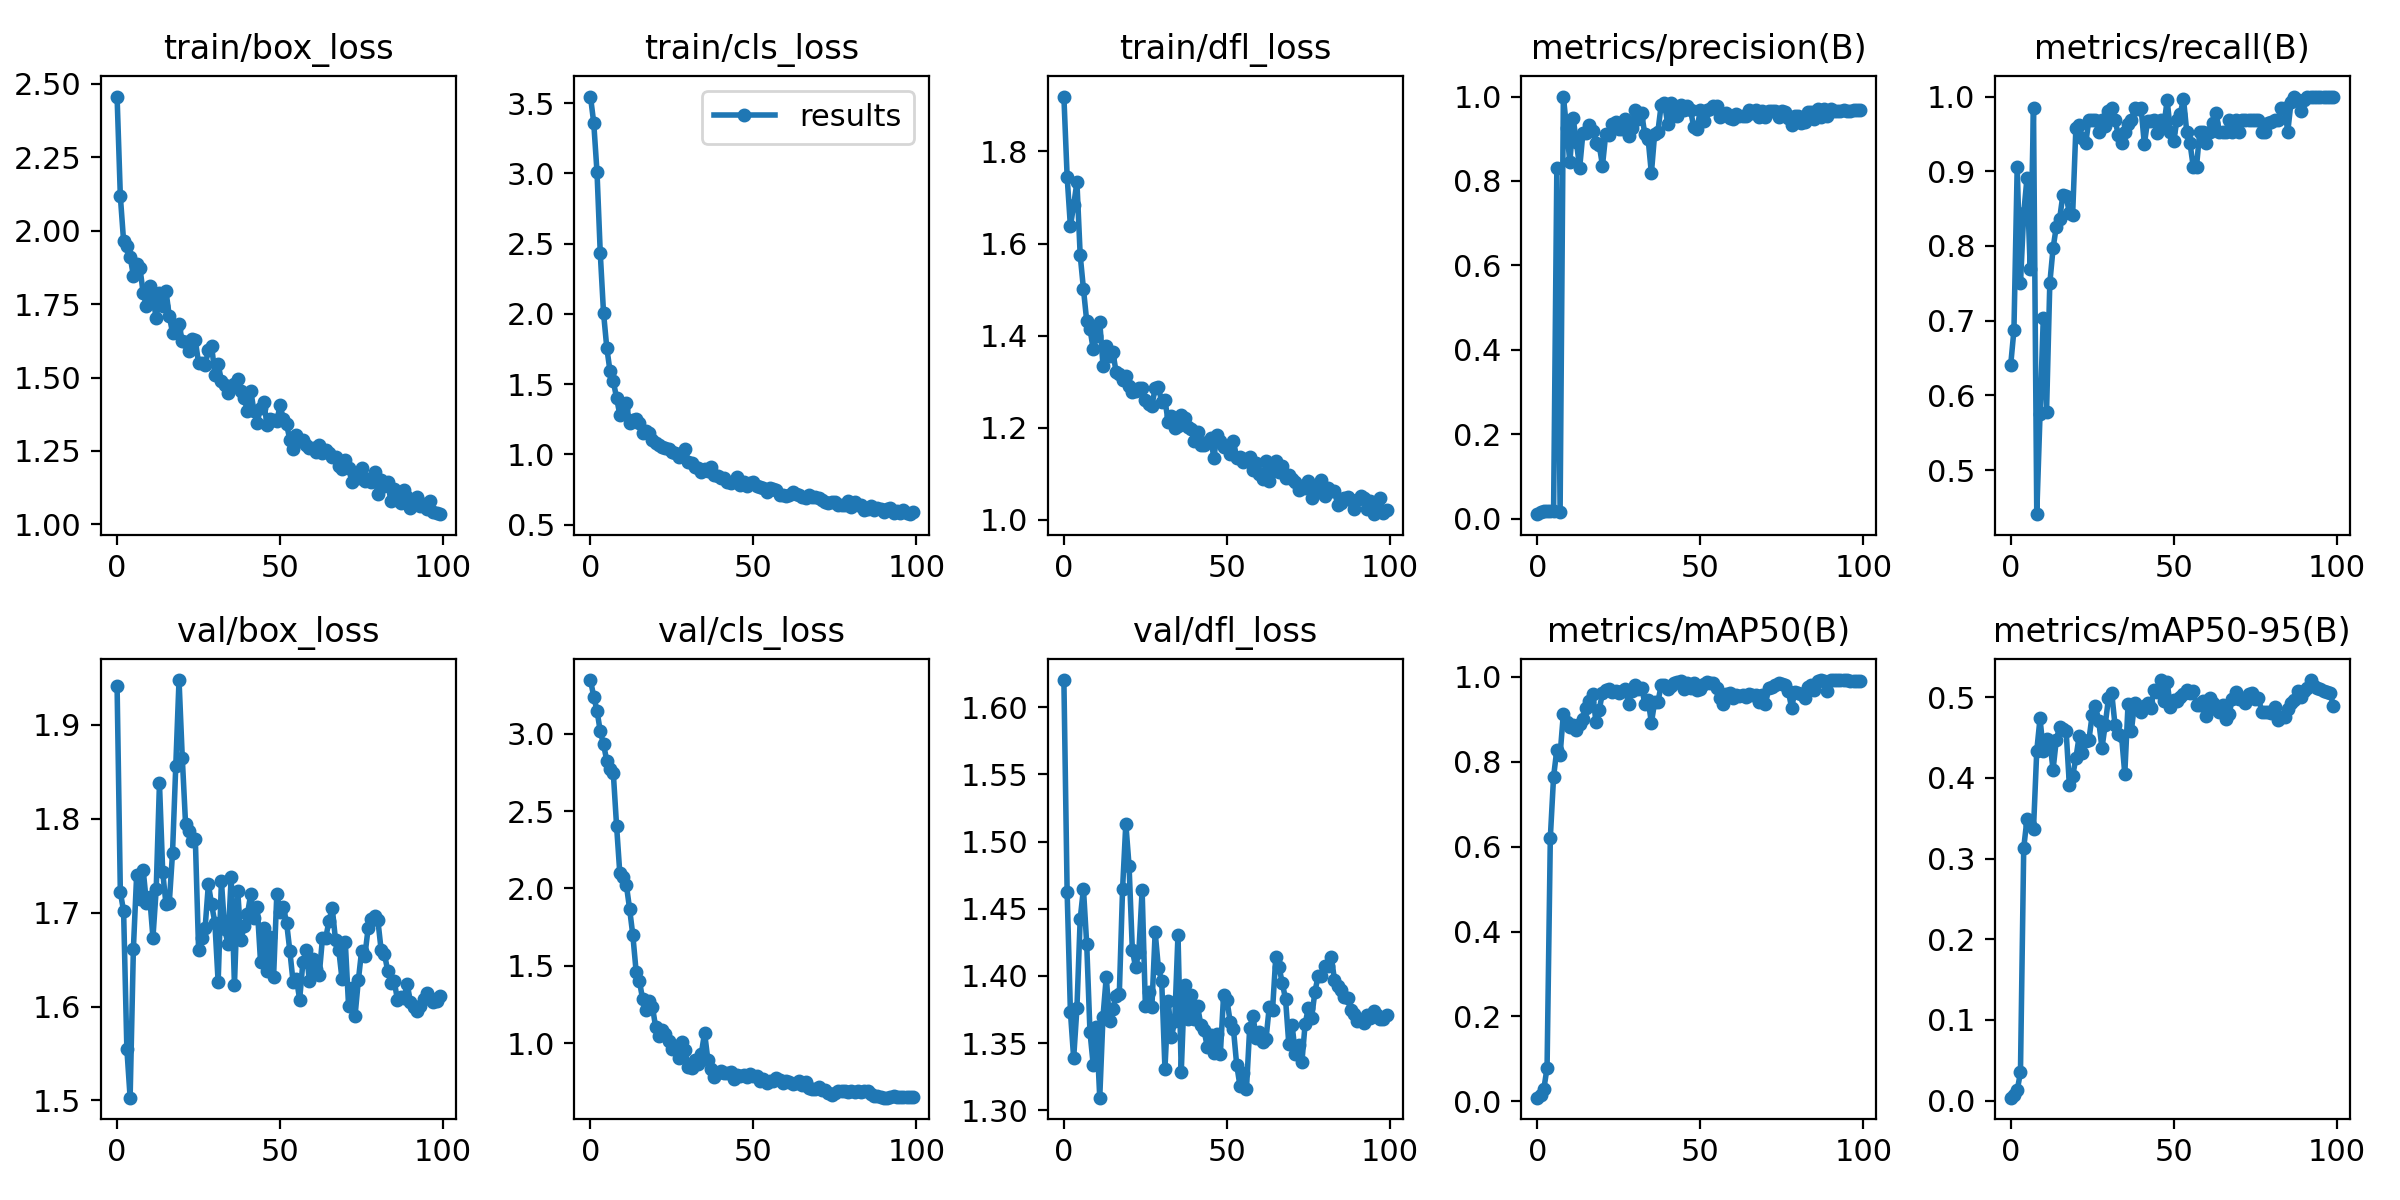 train/box_loss
2.50
2.25
2.00
1.75
1.50
1.25
1.00
0 50 100
train/cls_loss
results
3.5
3.0
2.5
2.0
1.5
1.0
0.5
0 50 100
train/dfl_loss
1.8
1.6
1.4
1.2
1.0
0 50 100
metrics/precision(B)
1.0
0.8
0.6
0.4
0.2
0.0
0 50 100
metrics/recall(B)
1.0
0.9
0.8
0.7
0.6
0.5
0 50 100
val/box_loss
1.9
1.8
1.7
1.6
1.5
0 50 100
val/cls_loss
3.0
2.5
2.0
1.5
1.0
0 50 100
val/dfl_loss
1.60
1.55
1.50
1.45
1.40
1.35
1.30
0 50 100
metrics/mAP50(B)
1.0
0.8
0.6
0.4
0.2
0.0
0 50 100
metrics/mAP50-95(B)
0.5
0.4
0.3
0.2
0.1
0.0
0 50 100